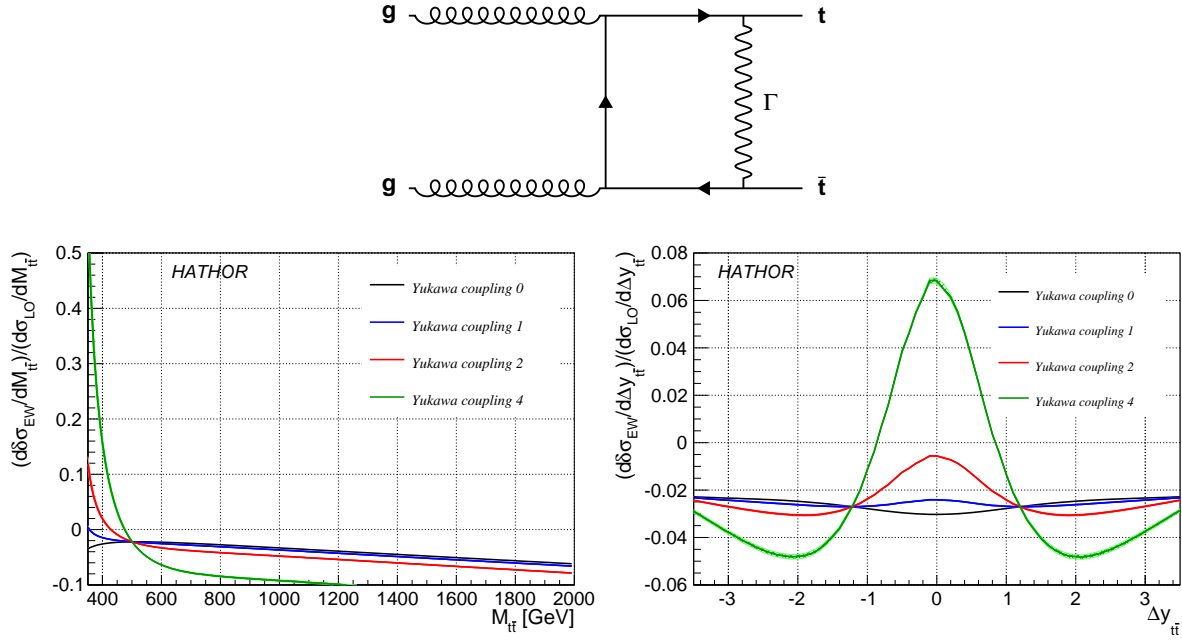 g
t
Γ
g
t̄
(dδσ_EW/dM_tt̄)/(dσ_LO/dM_tt̄)
0.5
0.4
0.3
0.2
0.1
0
-0.1
HATHOR
Yukawa coupling 0
Yukawa coupling 1
Yukawa coupling 2
Yukawa coupling 4
400 600 800 1000 1200 1400 1600 1800 2000
M_tt̄ [GeV]
(dδσ_EW/dΔy_tt̄)/(dσ_LO/dΔy_tt̄)
0.08
0.06
0.04
0.02
0
-0.02
-0.04
-0.06
HATHOR
Yukawa coupling 0
Yukawa coupling 1
Yukawa coupling 2
Yukawa coupling 4
-3 -2 -1 0 1 2 3
Δy_tt̄